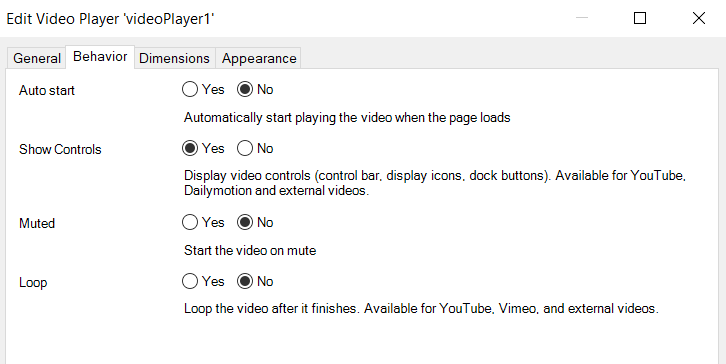 Edit Video Player 'videoPlayer1'
General Behavior Dimensions Appearance
Auto start Yes No
Automatically start playing the video when the page loads
Show Controls Yes No
Display video controls (control bar, display icons, dock buttons). Available for YouTube,
Dailymotion and external videos.
Muted Yes No
Start the video on mute
Loop Yes No
Loop the video after it finishes. Available for YouTube, Vimeo, and external videos.